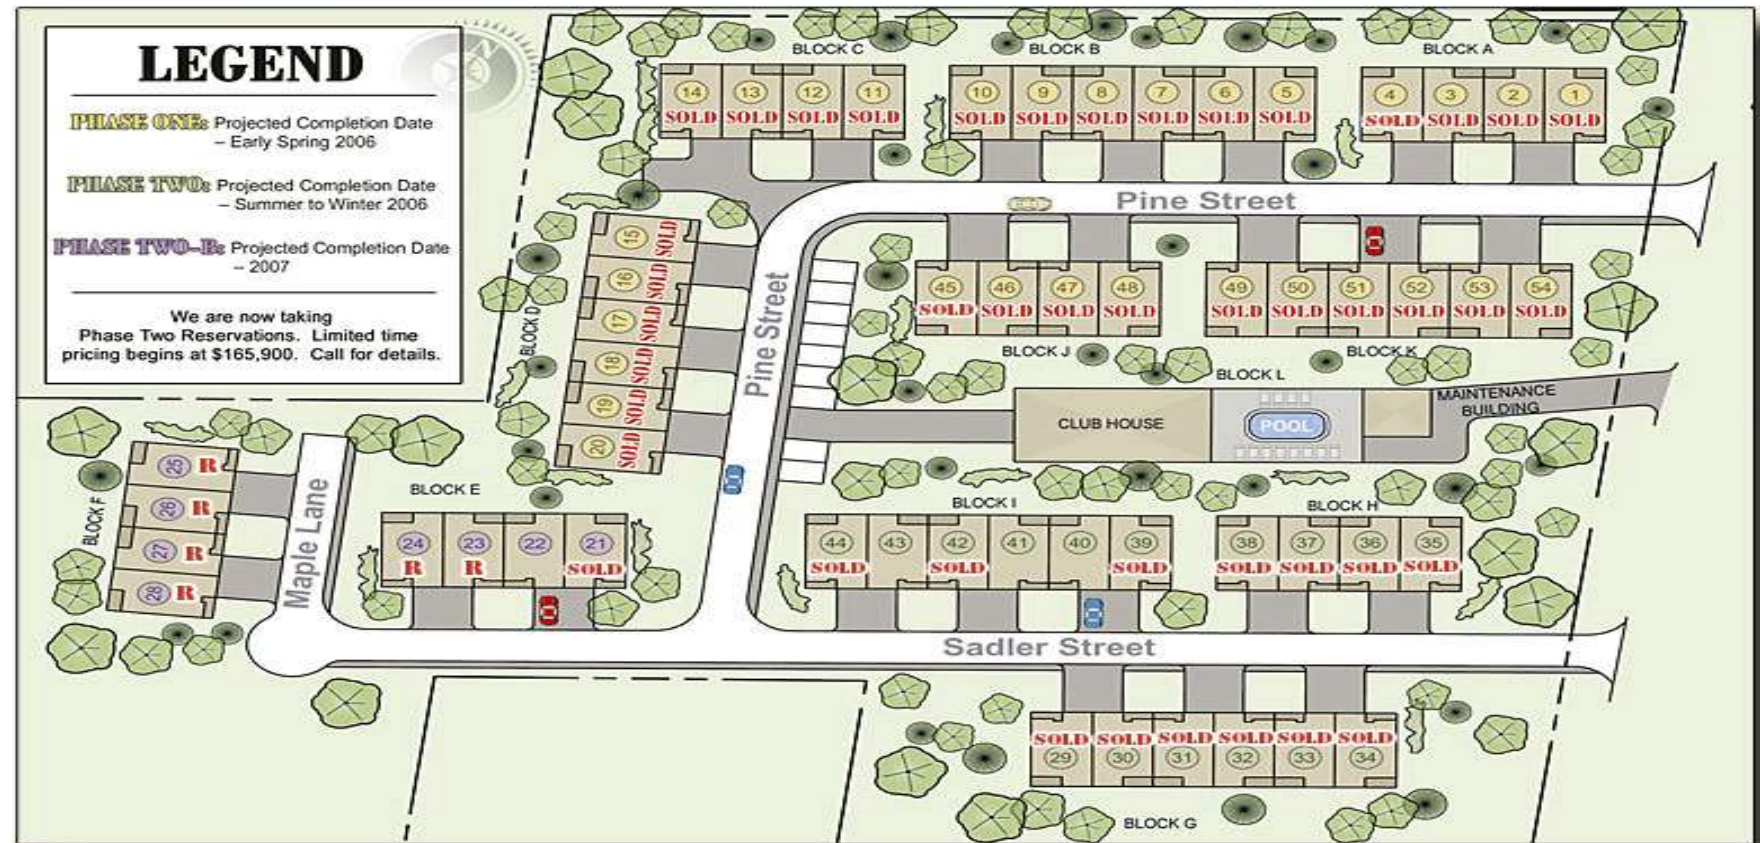 LEGEND
PHASE ONE: Projected Completion Date
– Early Spring 2006
PHASE TWO: Projected Completion Date
– Summer to Winter 2006
PHASE TWO-B: Projected Completion Date
– 2007
We are now taking
Phase Two Reservations. Limited time
pricing begins at $165,900. Call for details.
N
BLOCK C
BLOCK B
BLOCK A
14 13 12 11
SOLD SOLD SOLD SOLD
10 9 8 7 6 5
SOLD SOLD SOLD SOLD SOLD SOLD
4 3 2 1
SOLD SOLD SOLD SOLD
Pine Street
BLOCK D
15 SOLD
16 SOLD
17 SOLD
18 SOLD
19 SOLD
20 SOLD
Pine Street
45 46 47 48
SOLD SOLD SOLD SOLD
BLOCK J
49 50 51 52 53 54
SOLD SOLD SOLD SOLD SOLD SOLD
BLOCK K
BLOCK L
CLUB HOUSE
POOL
MAINTENANCE
BUILDING
BLOCK F
25 R
26 R
27 R
28 R
Maple Lane
BLOCK E
24 23 22 21
R R SOLD
BLOCK I
44 43 42 41 40 39
SOLD SOLD SOLD
BLOCK H
38 37 36 35
SOLD SOLD SOLD SOLD
Sadler Street
SOLD SOLD SOLD SOLD SOLD SOLD
29 30 31 32 33 34
BLOCK G